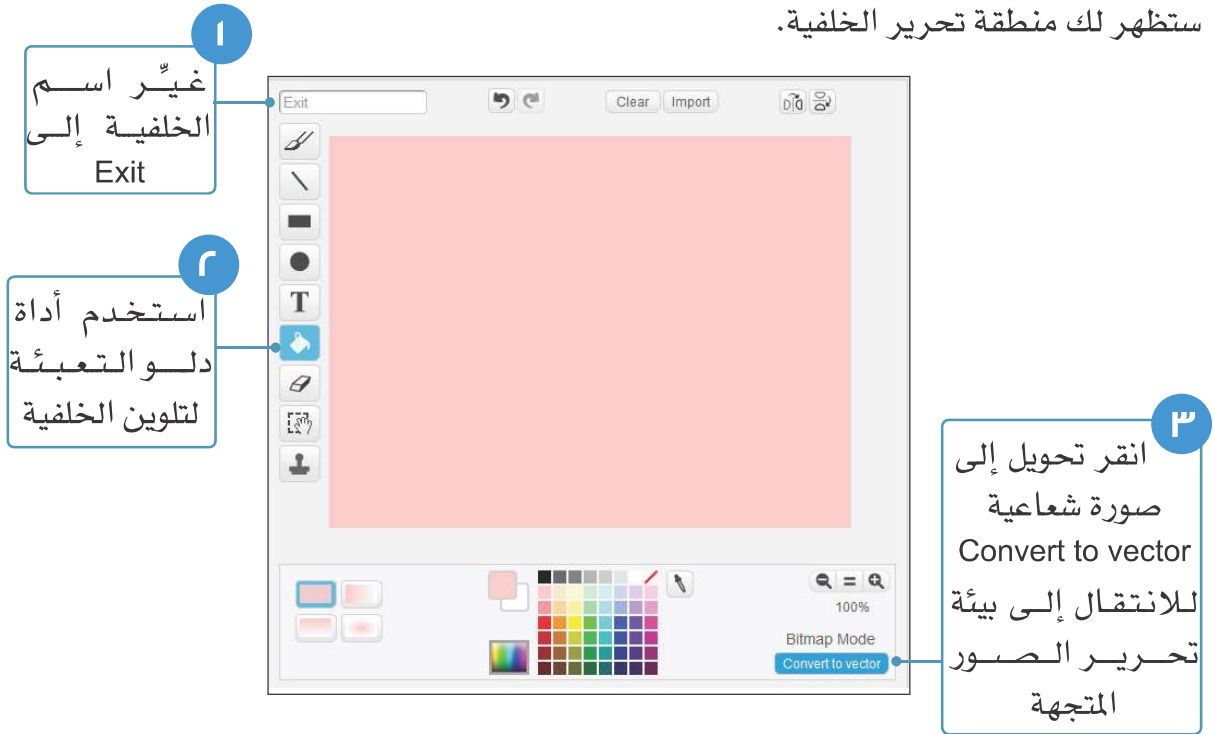 ستظهر لك منطقة تحرير الخلفية.
١
غيِّر اسم
الخلفية إلى
Exit
Exit
Clear
Import
T
٢
استخدم أداة
دلو التعبئة
لتلوين الخلفية
٣
انقر تحويل إلى
صورة شعاعية
Convert to vector
للانتقال إلى بيئة
تحرير الصور
المتجهة
100%
Bitmap Mode
Convert to vector